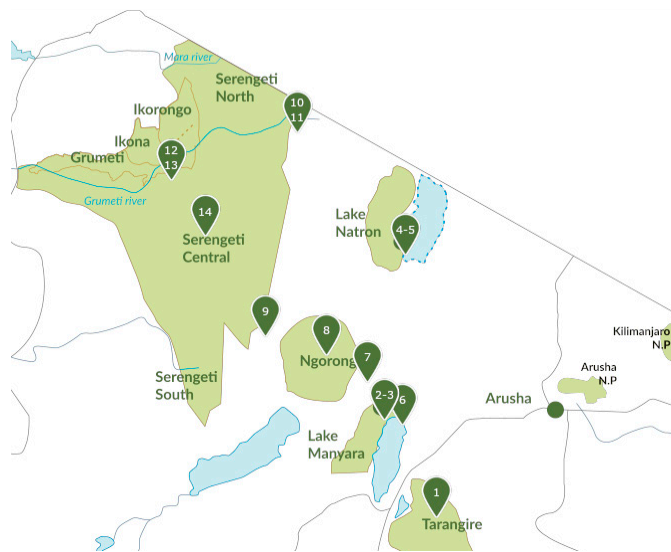 Mara river
Serengeti
North
10
11
Ikorongo
Ikona
12
13
Grumeti
Grumeti river
14
Serengeti
Central
Lake
Natron
4-5
9
8
Ngorong
7
Kilimanjaro
N.P
Arusha
N.P
Serengeti
South
2-3
6
Arusha
Lake
Manyara
1
Tarangire